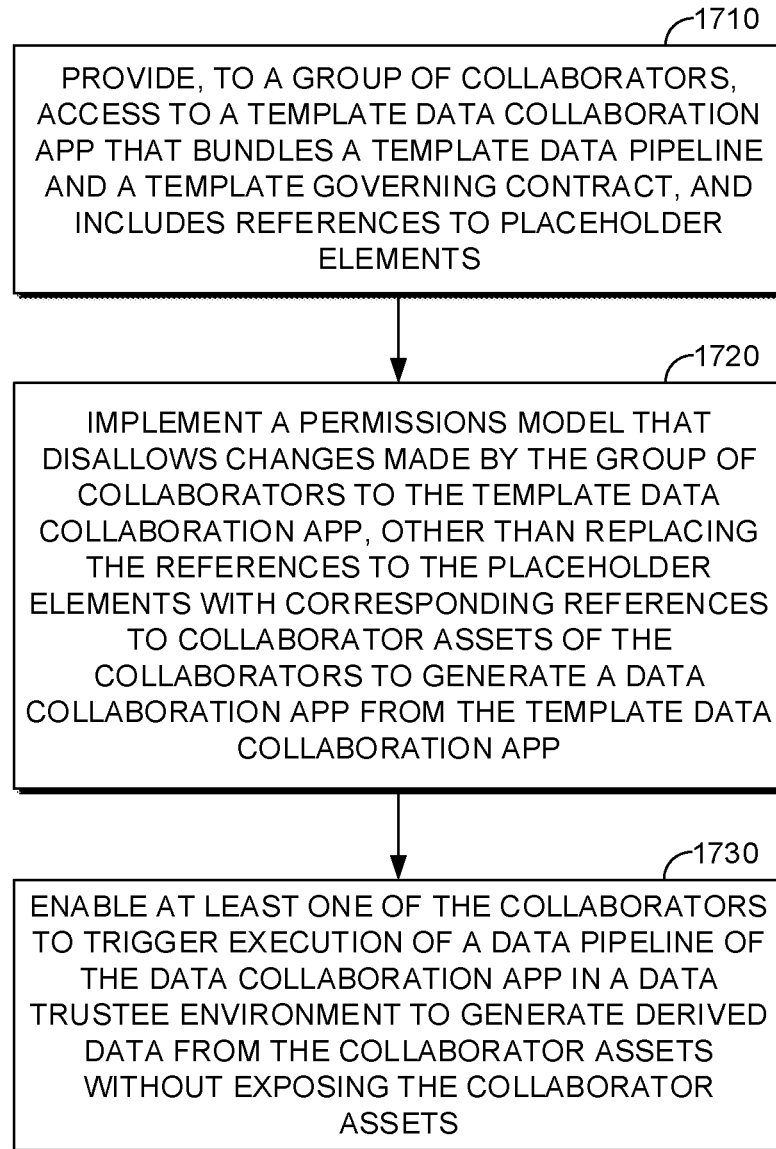 1710
PROVIDE, TO A GROUP OF COLLABORATORS,
ACCESS TO A TEMPLATE DATA COLLABORATION
APP THAT BUNDLES A TEMPLATE DATA PIPELINE
AND A TEMPLATE GOVERNING CONTRACT, AND
INCLUDES REFERENCES TO PLACEHOLDER
ELEMENTS
1720
IMPLEMENT A PERMISSIONS MODEL THAT
DISALLOWS CHANGES MADE BY THE GROUP OF
COLLABORATORS TO THE TEMPLATE DATA
COLLABORATION APP, OTHER THAN REPLACING
THE REFERENCES TO THE PLACEHOLDER
ELEMENTS WITH CORRESPONDING REFERENCES
TO COLLABORATOR ASSETS OF THE
COLLABORATORS TO GENERATE A DATA
COLLABORATION APP FROM THE TEMPLATE DATA
COLLABORATION APP
1730
ENABLE AT LEAST ONE OF THE COLLABORATORS
TO TRIGGER EXECUTION OF A DATA PIPELINE OF
THE DATA COLLABORATION APP IN A DATA
TRUSTEE ENVIRONMENT TO GENERATE DERIVED
DATA FROM THE COLLABORATOR ASSETS
WITHOUT EXPOSING THE COLLABORATOR
ASSETS